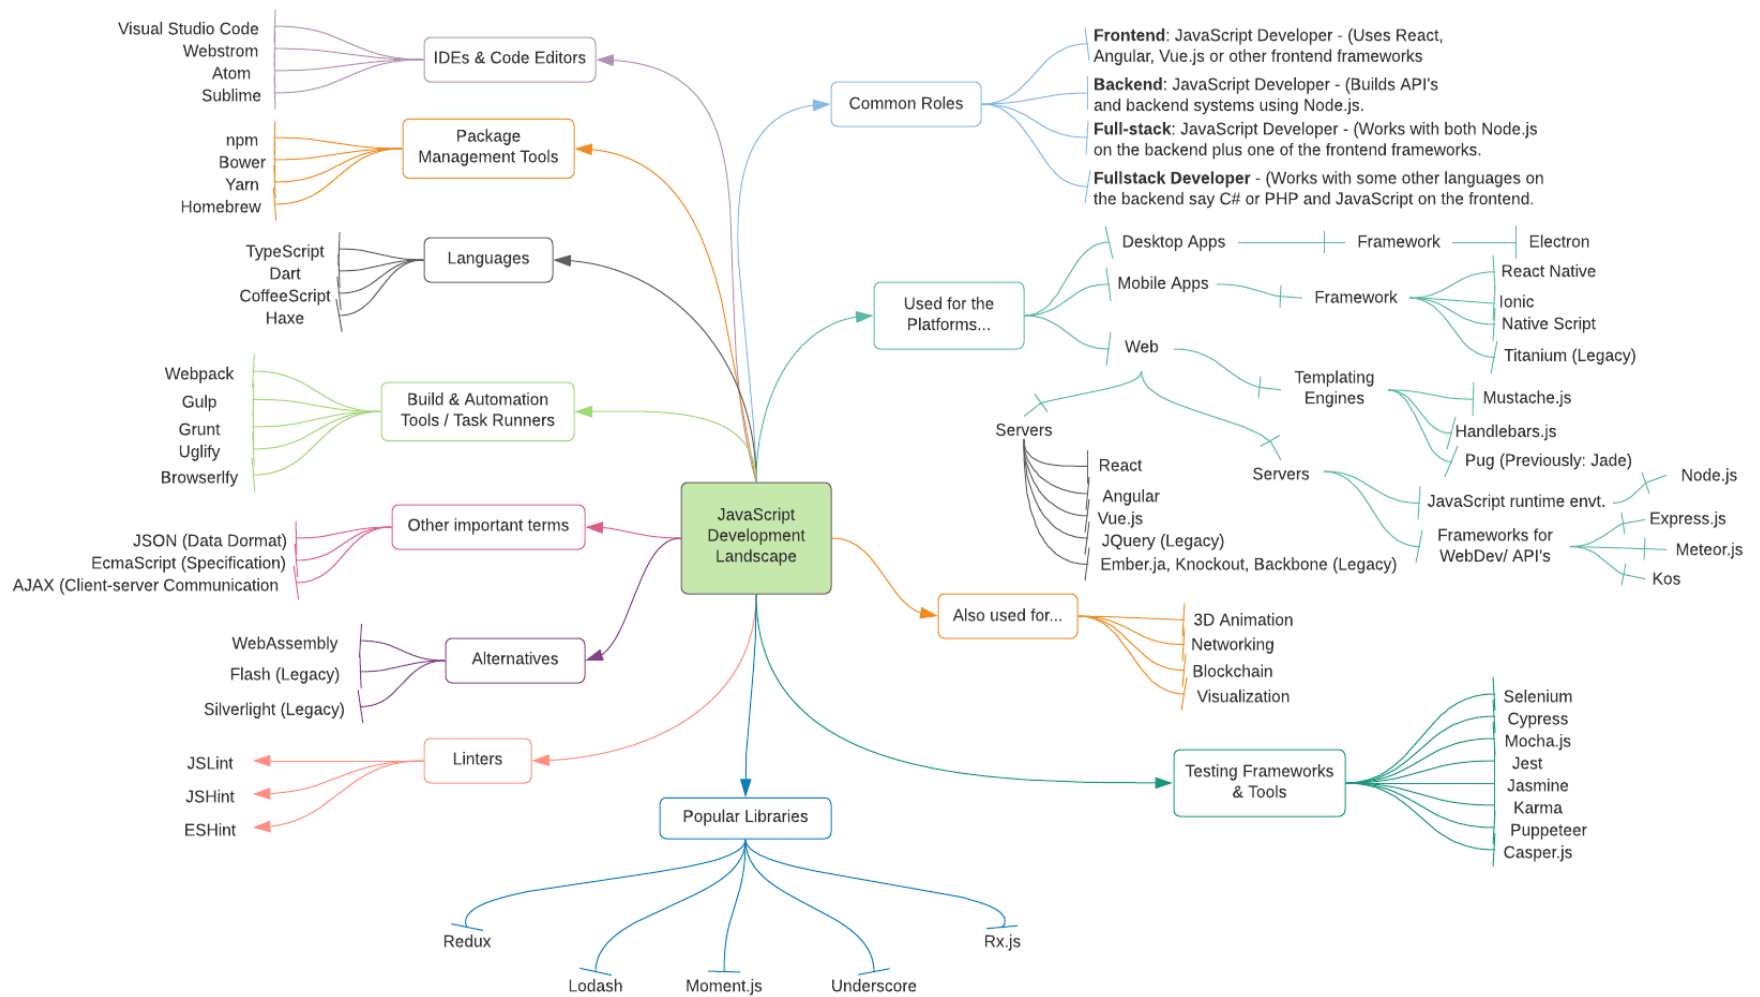 Visual Studio Code
Webstrom
Atom
Sublime
IDEs & Code Editors
npm
Bower
Yarn
Homebrew
Package
Management Tools
TypeScript
Dart
CoffeeScript
Haxe
Languages
Webpack
Gulp
Grunt
Uglify
Browserlfy
Build & Automation
Tools / Task Runners
Other important terms
JSON (Data Dormat)
EcmaScript (Specification)
AJAX (Client-server Communication
WebAssembly
Flash (Legacy)
Silverlight (Legacy)
Alternatives
JSLint
JSHint
ESHint
Linters
JavaScript
Development
Landscape
Common Roles
Frontend: JavaScript Developer - (Uses React,
Angular, Vue.js or other frontend frameworks
Backend: JavaScript Developer - (Builds API's
and backend systems using Node.js.
Full-stack: JavaScript Developer - (Works with both Node.js
on the backend plus one of the frontend frameworks.
Fullstack Developer - (Works with some other languages on
the backend say C# or PHP and JavaScript on the frontend.
Used for the
Platforms...
Desktop Apps
Framework
Electron
Mobile Apps
Framework
React Native
Ionic
Native Script
Titanium (Legacy)
Web
Templating
Engines
Mustache.js
Handlebars.js
Pug (Previously: Jade)
Servers
React
Angular
Vue.js
JQuery (Legacy)
Ember.ja, Knockout, Backbone (Legacy)
Servers
JavaScript runtime envt.
Node.js
Frameworks for
WebDev/ API's
Express.js
Meteor.js
Kos
Also used for...
3D Animation
Networking
Blockchain
Visualization
Testing Frameworks
& Tools
Selenium
Cypress
Mocha.js
Jest
Jasmine
Karma
Puppeteer
Casper.js
Popular Libraries
Redux
Lodash
Moment.js
Underscore
Rx.js